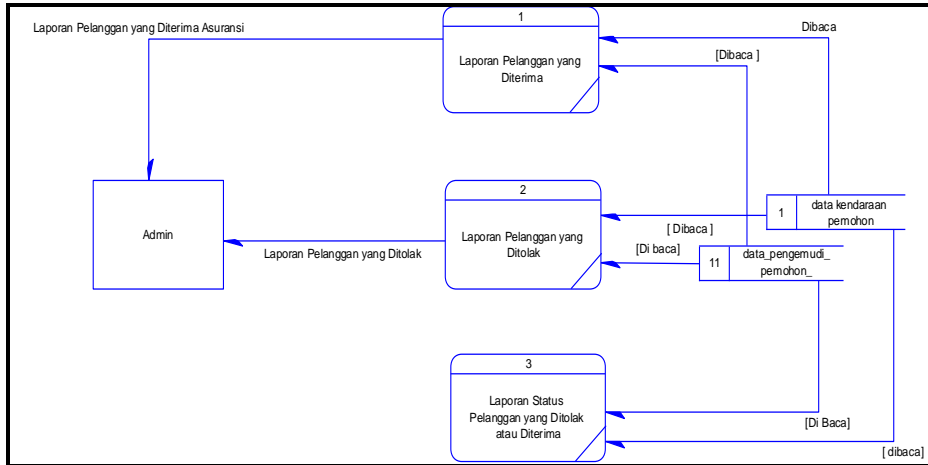 Laporan Pelanggan yang Diterima Asuransi
1
Laporan Pelanggan yang
Diterima
Dibaca
[Dibaca ]
Admin
Laporan Pelanggan yang Ditolak
2
Laporan Pelanggan yang
Ditolak
[ Dibaca ]
[Di baca]
1
data kendaraan
pemohon
11
data_pengemudi_
pemohon_
3
Laporan Status
Pelanggan yang Ditolak
atau Diterima
[Di Baca]
[ dibaca]